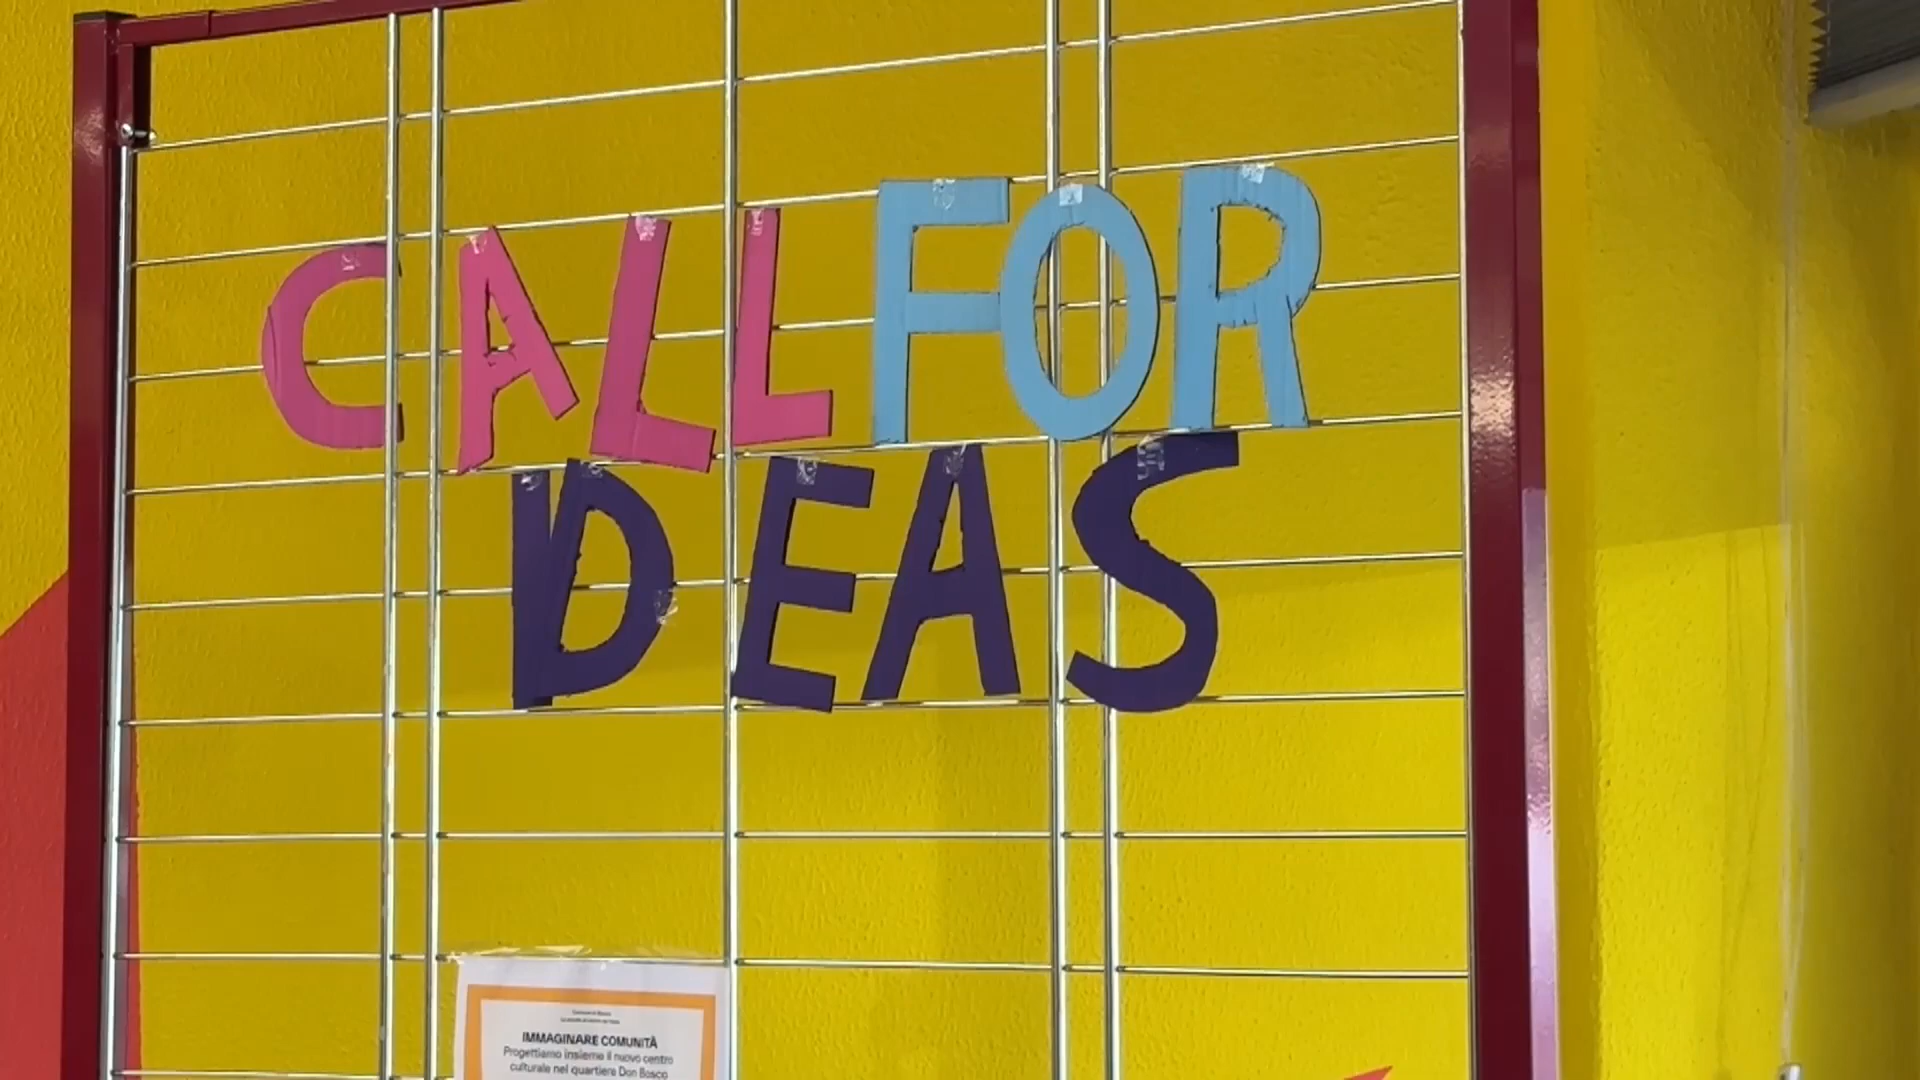 CALL FOR
IDEAS
IMMAGINARE COMUNITÀ
Progettiamo insieme il nuovo centro
culturale nel quartiere Don Bosco